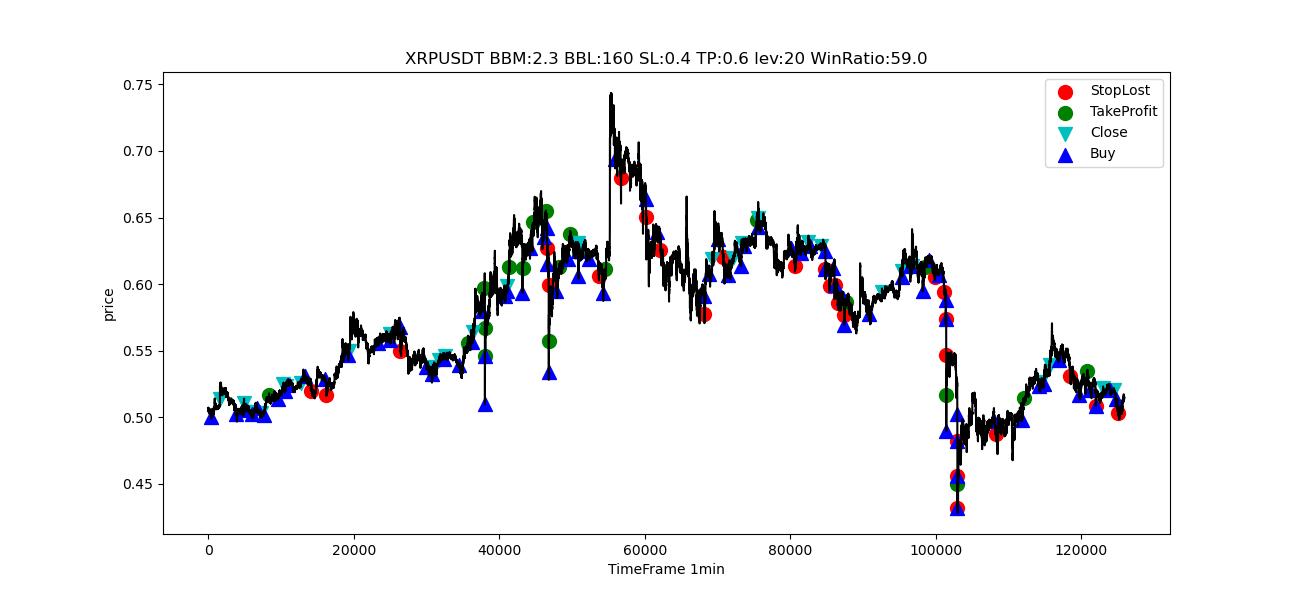 XRPUSDT BBM:2.3 BBL:160 SL:0.4 TP:0.6 lev:20 WinRatio:59.0
0.75
0.70
0.65
0.60
0.55
0.50
0.45
price
StopLost
TakeProfit
Close
Buy
0 20000 40000 60000 80000 100000 120000
TimeFrame 1min